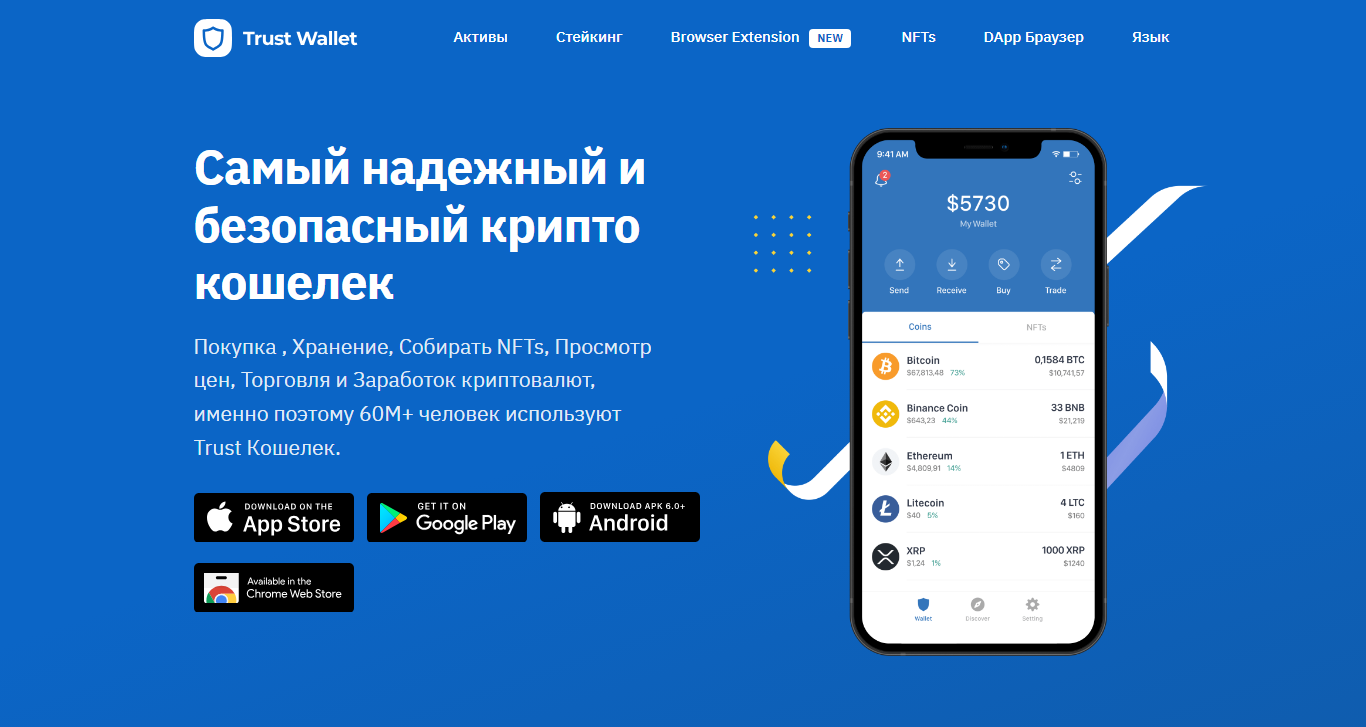 Trust Wallet
Активы
Стейкинг
Browser Extension NEW
NFTs
DApp Браузер
Язык
Самый надежный и
безопасный крипто
кошелек
Покупка , Хранение, Собирать NFTs, Просмотр
цен, Торговля и Заработок криптовалют,
именно поэтому 60M+ человек используют
Trust Кошелек.
DOWNLOAD ON THE
App Store
GET IT ON
Google Play
DOWNLOAD APK 6.0+
Android
Available in the
Chrome Web Store
9:41 AM
2
$5730
My Wallet
Send
Receive
Buy
Trade
Coins
NFTs
Bitcoin
0,1584 BTC
$67,813,48 73%
$10,741,57
Binance Coin
33 BNB
$643,23 44%
$21,219
Ethereum
1 ETH
$4,809,91 14%
$4809
Litecoin
4 LTC
$40 5%
$160
XRP
1000 XRP
$1,24 1%
$1240
Wallet
Discover
Setting